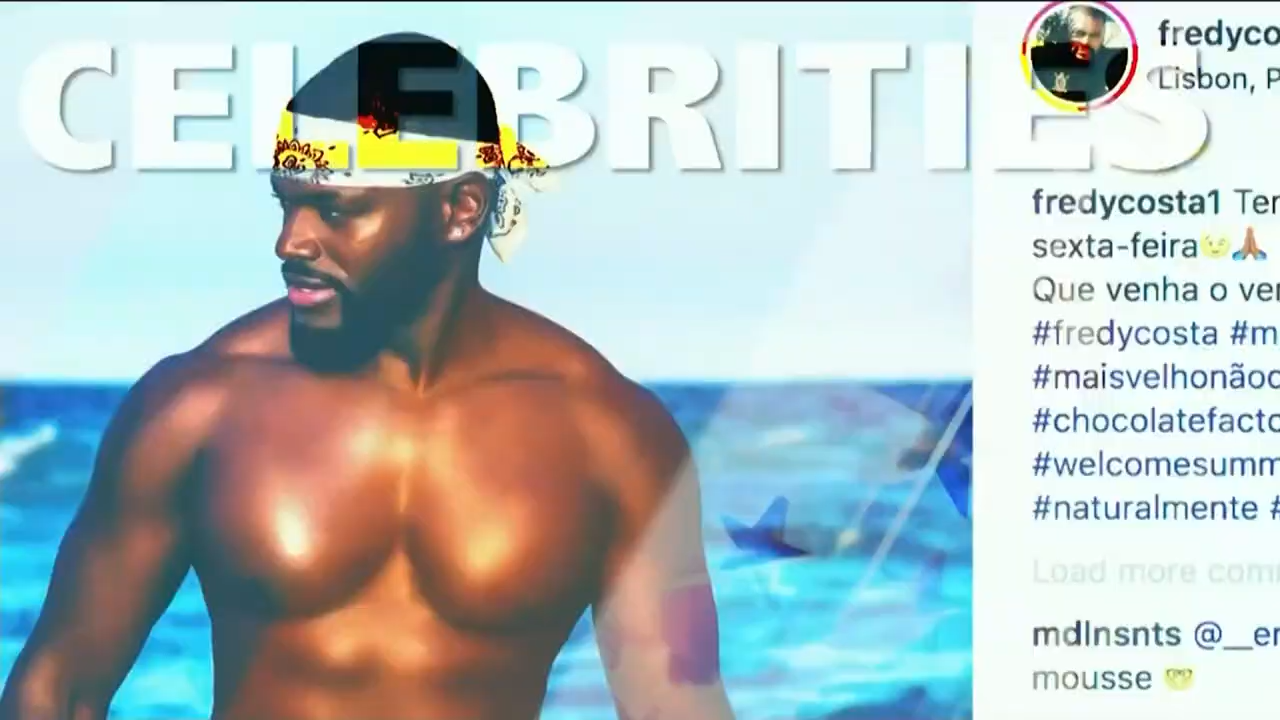 CELEBRITIES
fredyco
Lisbon, P
fredycosta1 Ter
sexta-feira😉🙏🏽
Que venha o ver
#fredycosta #m
#maisvelhonãoc
#chocolatefacto
#welcomesumm
#naturalmente #
Load more com
mdlnsnts @__er
mousse 🤓